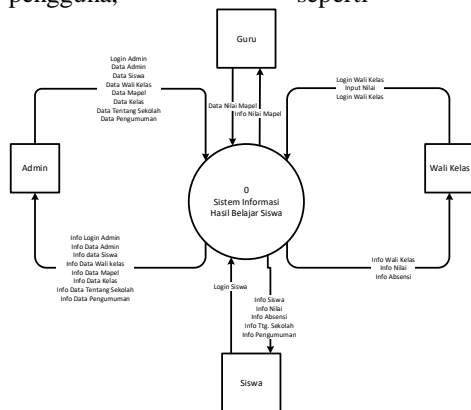 pengguna, seperti
Guru
Login Admin
Data Admin
Data Siswa
Data Wali Kelas
Data Mapel
Data Kelas
Data Tentang Sekolah
Data Pengumuman
Data Nilai Mapel
Info Nilai Mapel
Login Wali Kelas
Input Nilai
Login Wali Kelas
Admin
0
Sistem Informasi
Hasil Belajar Siswa
Wali Kelas
Info Login Admin
Info Data Admin
Info data Siswa
Info Data Wali kelas
Info Data Mapel
Info Data Kelas
Info Data Tentang Sekolah
Info Data Pengumuman
Login Siswa
Info Siswa
Info Nilai
Info Absensi
Info Ttg. Sekolah
Info Pengumuman
Info Wali Kelas
Info Nilai
Info Absensi
Siswa